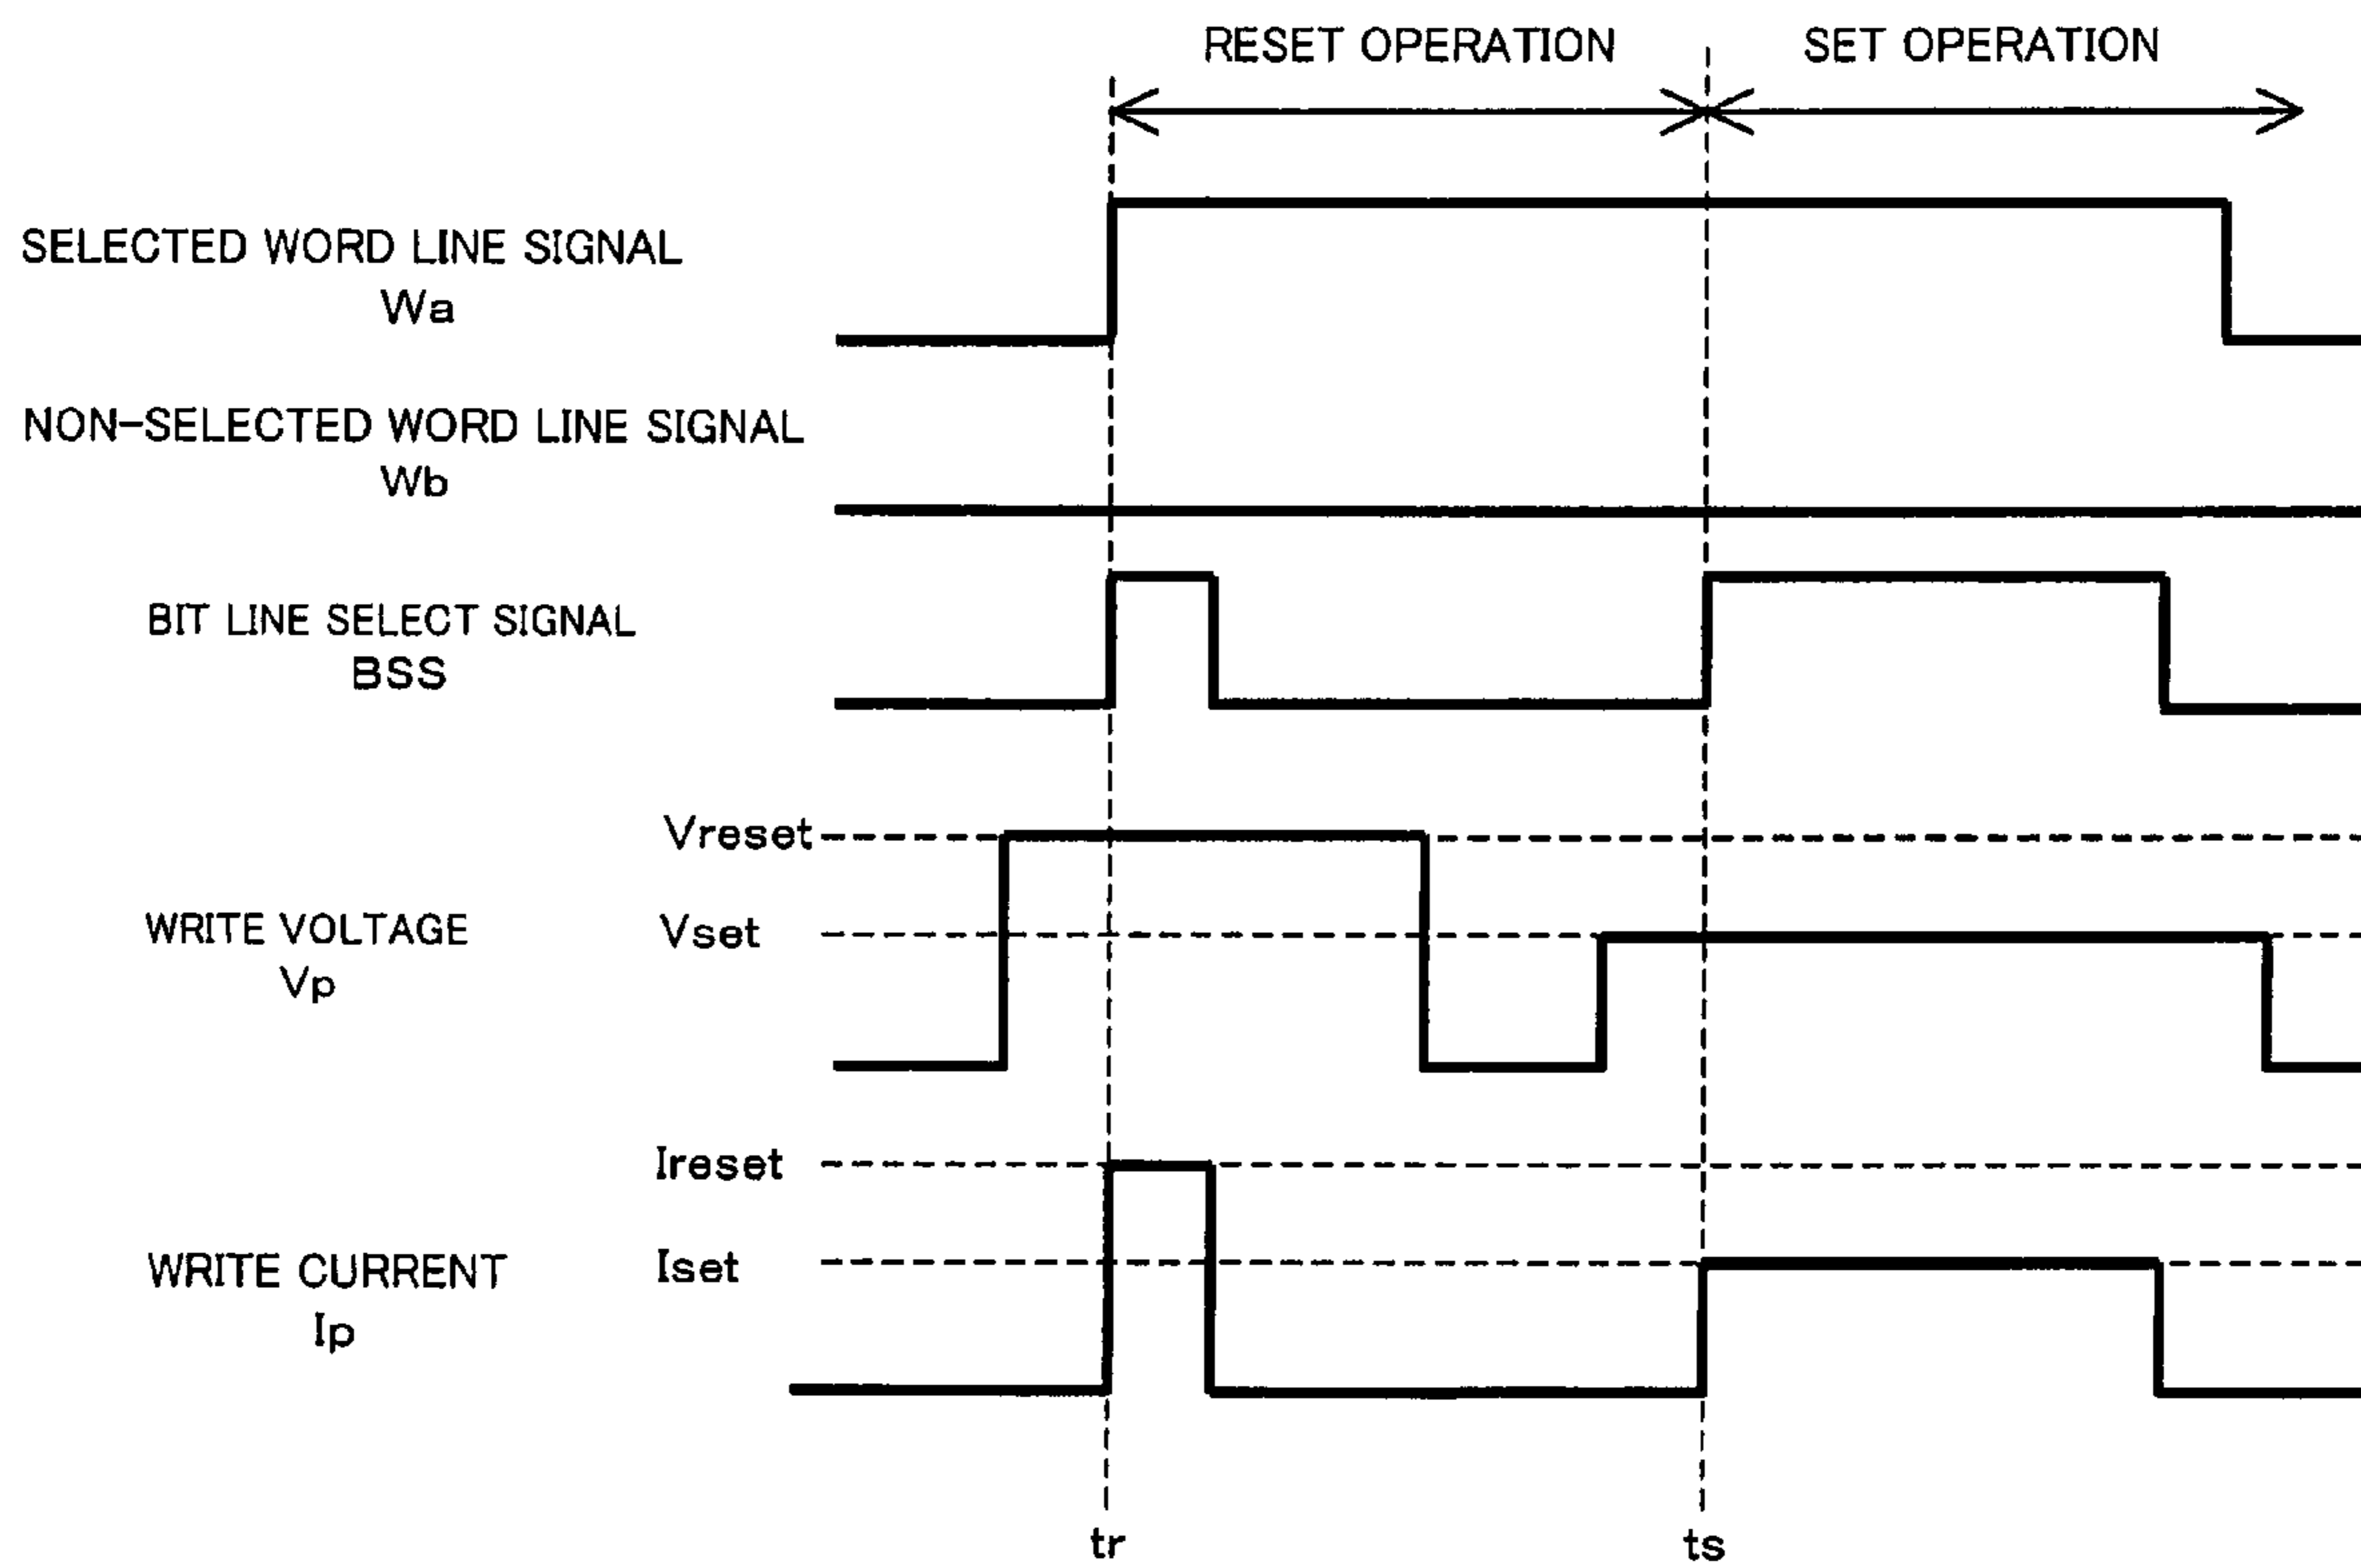 RESET OPERATION
SET OPERATION
SELECTED WORD LINE SIGNAL
Wa
NON-SELECTED WORD LINE SIGNAL
Wb
BIT LINE SELECT SIGNAL
BSS
Vreset
WRITE VOLTAGE
Vset
Vp
Ireset
WRITE CURRENT
Iset
Ip
tr
ts